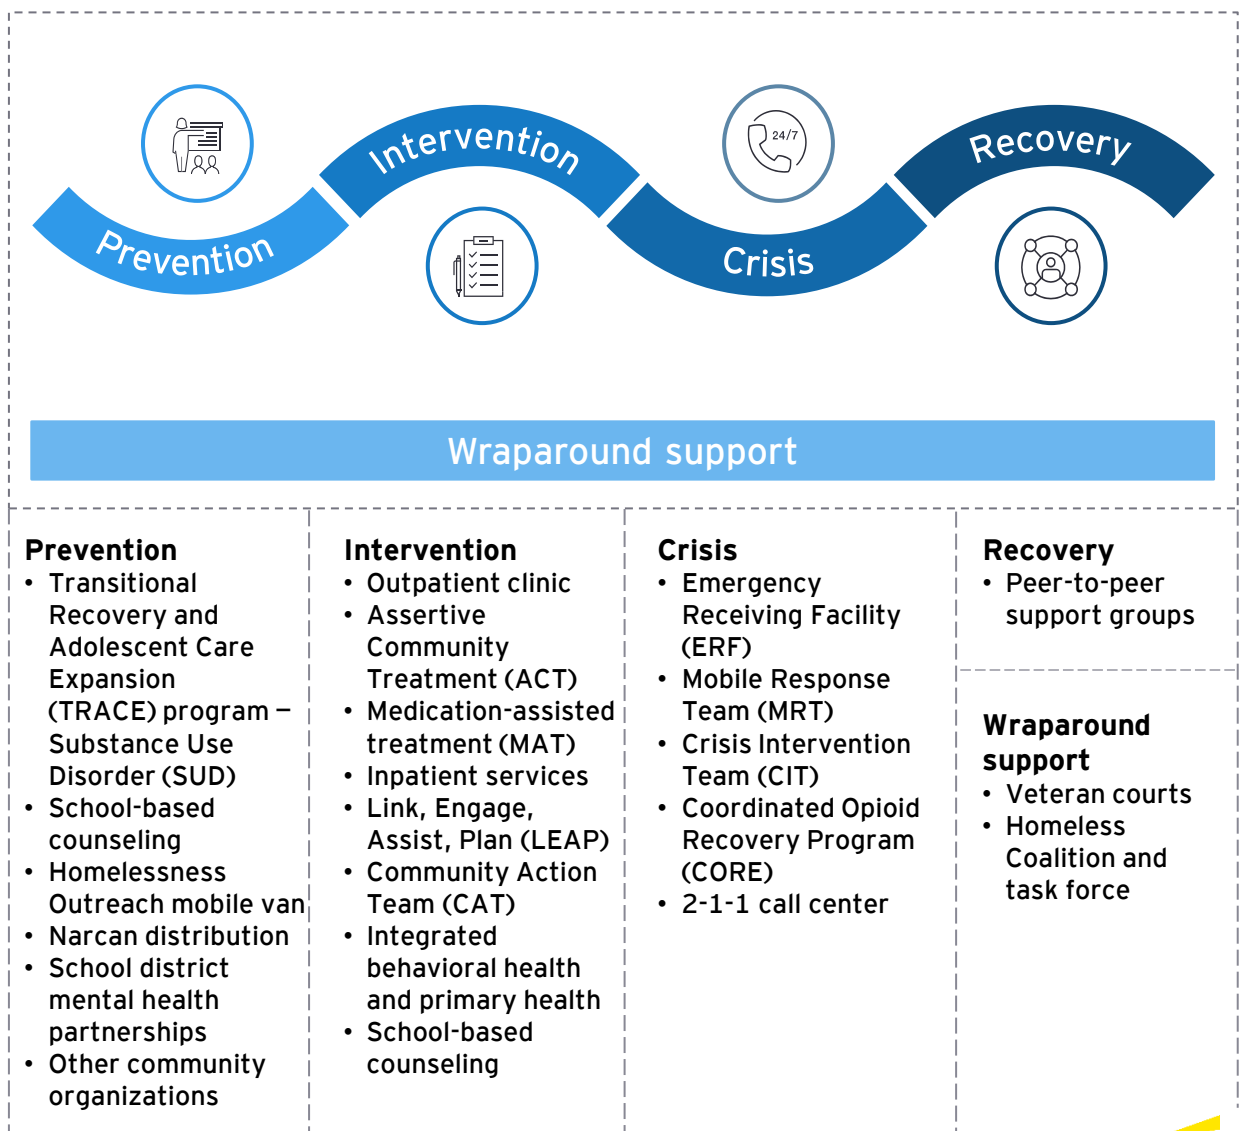 Prevention
Intervention
24/7
Crisis
Recovery
Wraparound support
Prevention
• Transitional
Recovery and
Adolescent Care
Expansion
(TRACE) program –
Substance Use
Disorder (SUD)
• School-based
counseling
• Homelessness
Outreach mobile van
• Narcan distribution
• School district
mental health
partnerships
• Other community
organizations
Intervention
• Outpatient clinic
• Assertive
Community
Treatment (ACT)
• Medication-assisted
treatment (MAT)
• Inpatient services
• Link, Engage,
Assist, Plan (LEAP)
• Community Action
Team (CAT)
• Integrated
behavioral health
and primary health
• School-based
counseling
Crisis
• Emergency
Receiving Facility
(ERF)
• Mobile Response
Team (MRT)
• Crisis Intervention
Team (CIT)
• Coordinated Opioid
Recovery Program
(CORE)
• 2-1-1 call center
Recovery
• Peer-to-peer
support groups
Wraparound
support
• Veteran courts
• Homeless
Coalition and
task force